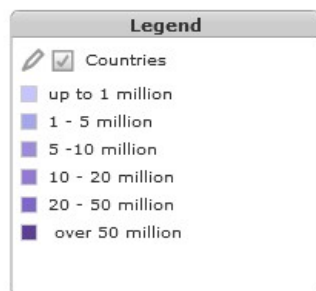 Legend
Countries
up to 1 million
1 - 5 million
5 -10 million
10 - 20 million
20 - 50 million
over 50 million